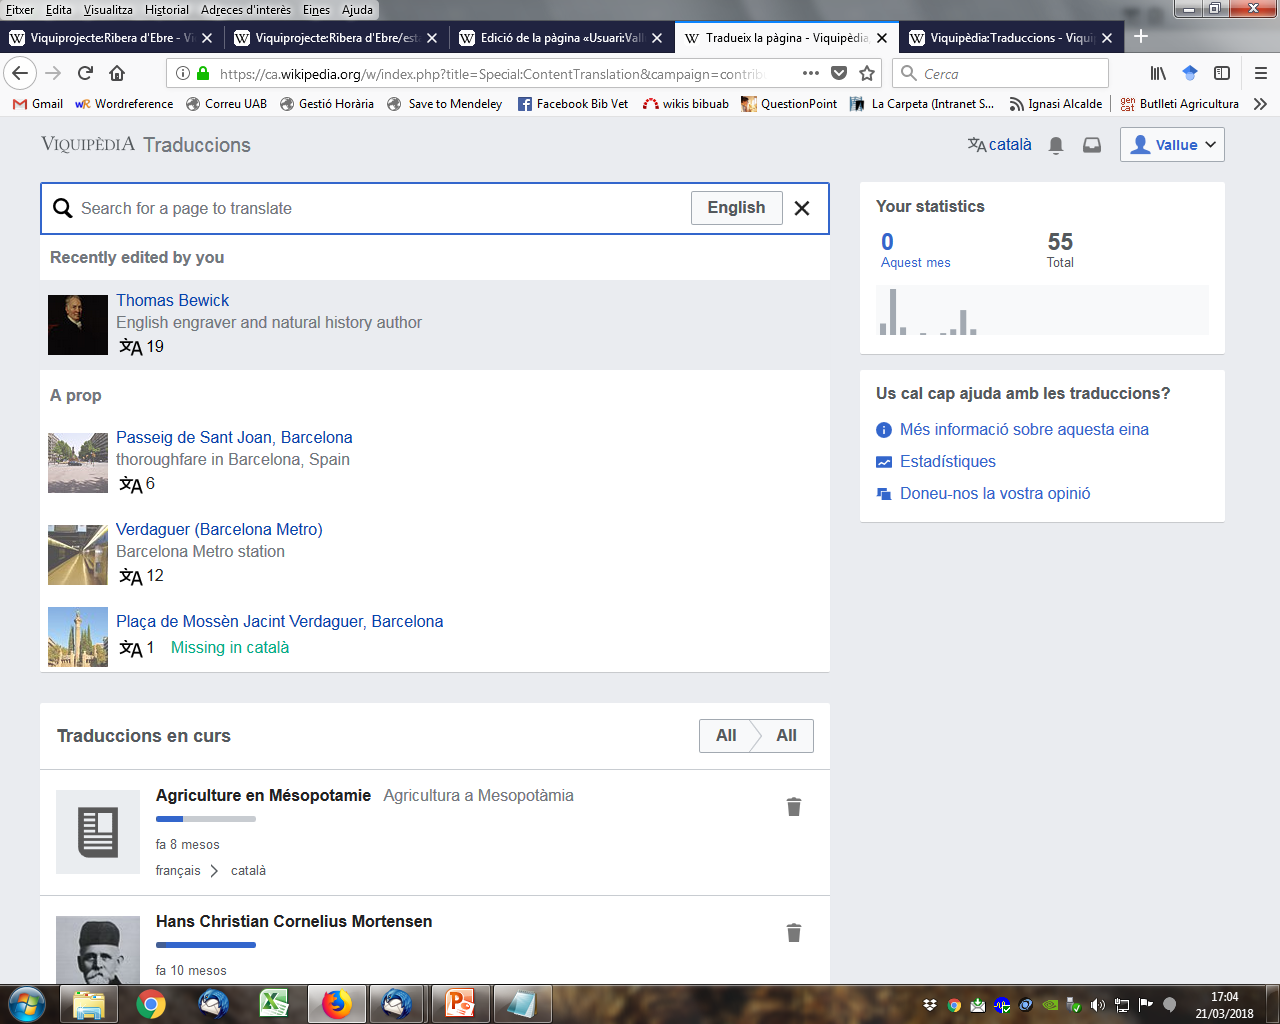 Fitxer Edita Visualitza Historial Adreces d'interès Eines Ajuda
Viquiprojecte:Ribera d'Ebre - Vi
Viquiprojecte:Ribera d'Ebre/est
Edició de la pàgina «Usuari:Vall
Tradueix la pàgina - Viquipèdia,
Viquipèdia:Traduccions - Viquip
https://ca.wikipedia.org/w/index.php?title=Special:ContentTranslation&campaign=contrib
Cerca
Gmail Wordreference Correu UAB Gestió Horària Save to Mendeley Facebook Bib Vet wikis bibuab QuestionPoint La Carpeta (Intranet S... Ignasi Alcalde Butlletí Agricultura
VIQUIPÈDIA Traduccions
català
Vallue
Search for a page to translate
English
Recently edited by you
Thomas Bewick
English engraver and natural history author
19
A prop
Passeig de Sant Joan, Barcelona
thoroughfare in Barcelona, Spain
6
Verdaguer (Barcelona Metro)
Barcelona Metro station
12
Plaça de Mossèn Jacint Verdaguer, Barcelona
1 Missing in català
Your statistics
0 55
Aquest mes Total
Us cal cap ajuda amb les traduccions?
Més informació sobre aquesta eina
Estadístiques
Doneu-nos la vostra opinió
Traduccions en curs
All All
Agriculture en Mésopotamie Agricultura a Mesopotàmia
fa 8 mesos
français català
Hans Christian Cornelius Mortensen
fa 10 mesos
17:04
21/03/2018